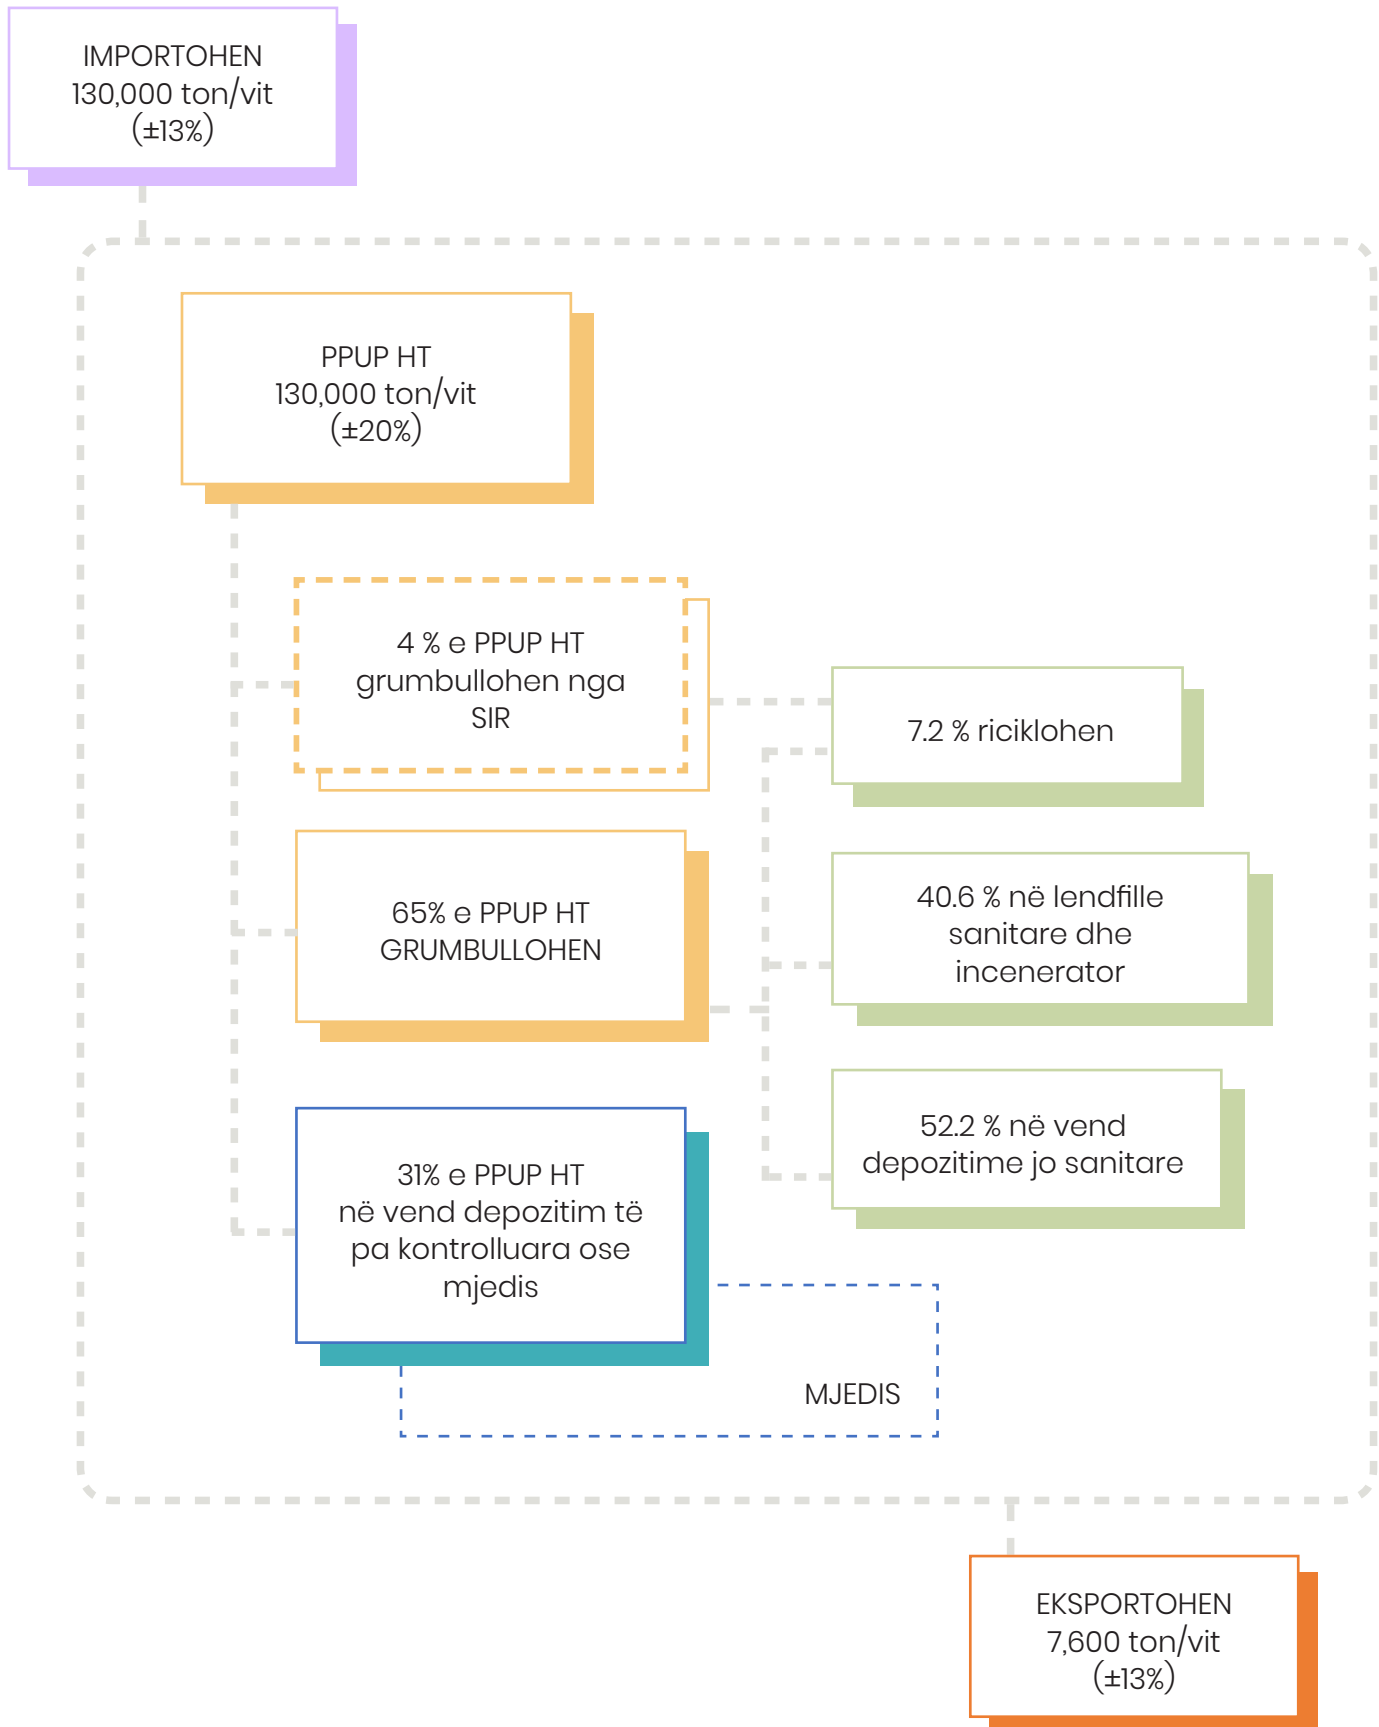 IMPORTOHEN
130,000 ton/vit
(±13%)
PPUP HT
130,000 ton/vit
(±20%)
4 % e PPUP HT
grumbullohen nga
SIR
7.2 % riciklohen
65% e PPUP HT
GRUMBULLOHEN
40.6 % në lendfille
sanitare dhe
incenerator
52.2 % në vend
depozitime jo sanitare
31% e PPUP HT
në vend depozitim të
pa kontrolluara ose
mjedis
MJEDIS
EKSPORTOHEN
7,600 ton/vit
(±13%)